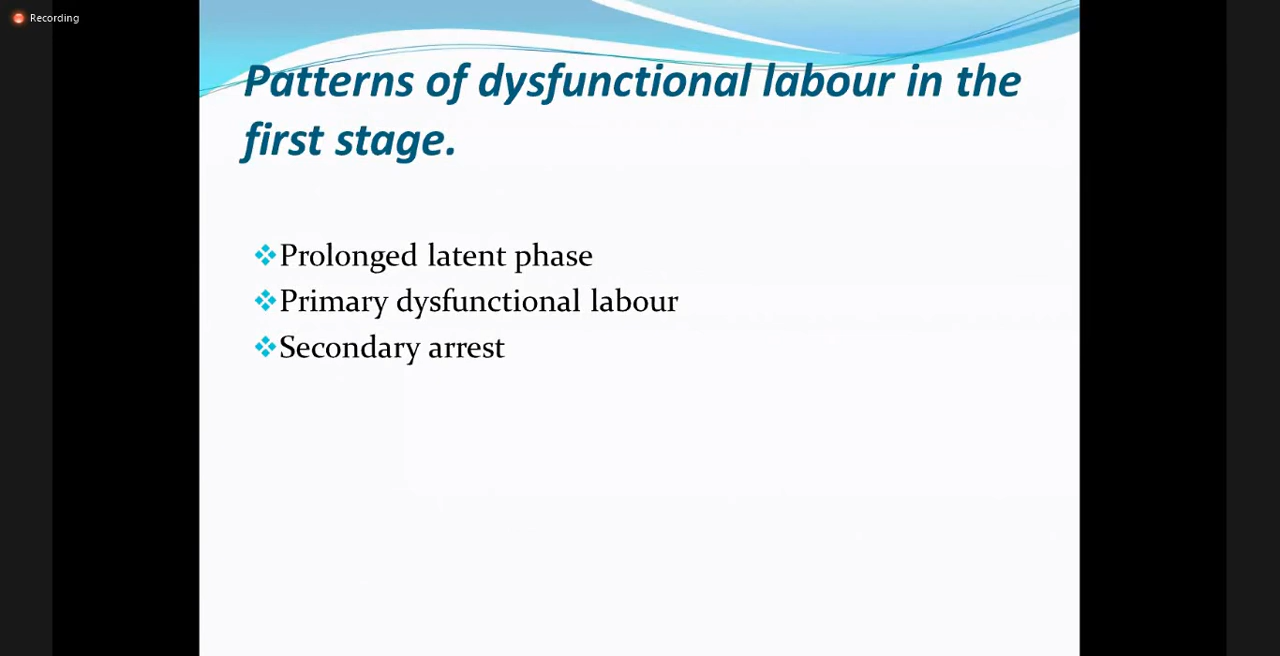 Recording
Patterns of dysfunctional labour in the
first stage.
Prolonged latent phase
Primary dysfunctional labour
Secondary arrest